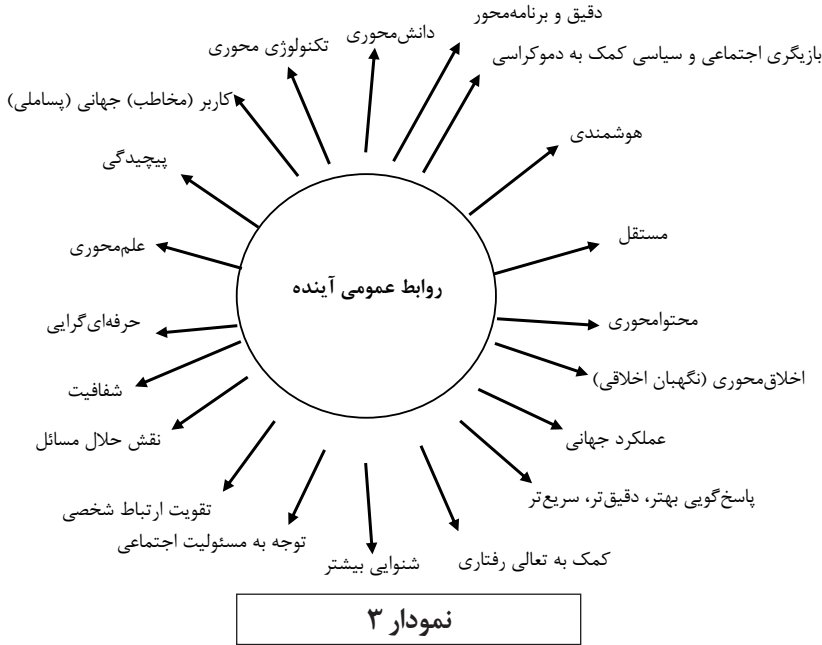 دقیق و برنامه‌محور
دانش‌محوری
بازیگری اجتماعی و سیاسی کمک به دموکراسی
تکنولوژی محوری
کاربر (مخاطب) جهانی (پساملی)
هوشمندی
پیچیدگی
مستقل
علم‌محوری
روابط عمومی آینده
محتوامحوری
حرفه‌ای‌گرایی
اخلاق‌محوری (نگهبان اخلاقی)
شفافیت
عملکرد جهانی
نقش حلال مسائل
پاسخ‌گویی بهتر، دقیق‌تر، سریع‌تر
تقویت ارتباط شخصی
توجه به مسئولیت اجتماعی
کمک به تعالی رفتاری
شنوایی بیشتر
نمودار ۳